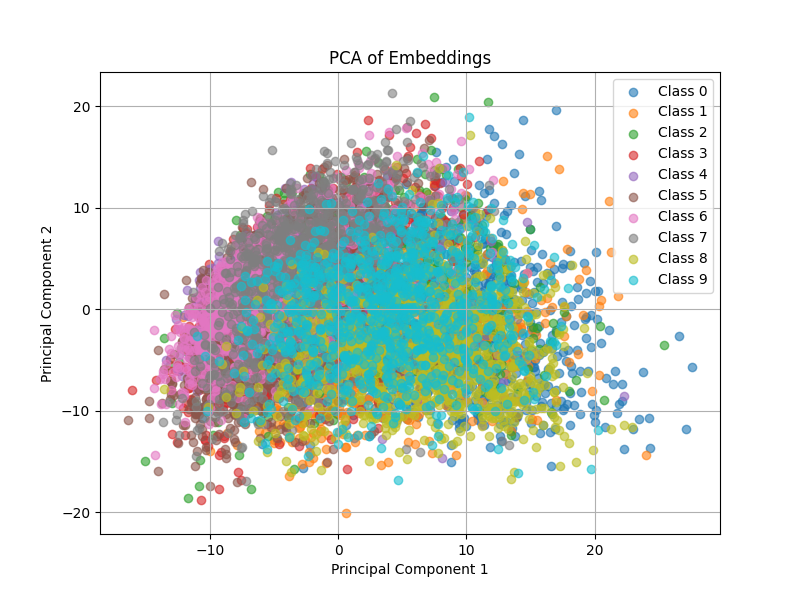 PCA of Embeddings
Class 0
Class 1
Class 2
Class 3
Class 4
Class 5
Class 6
Class 7
Class 8
Class 9
20
10
0
−10
−20
Principal Component 2
−10 0 10 20
Principal Component 1